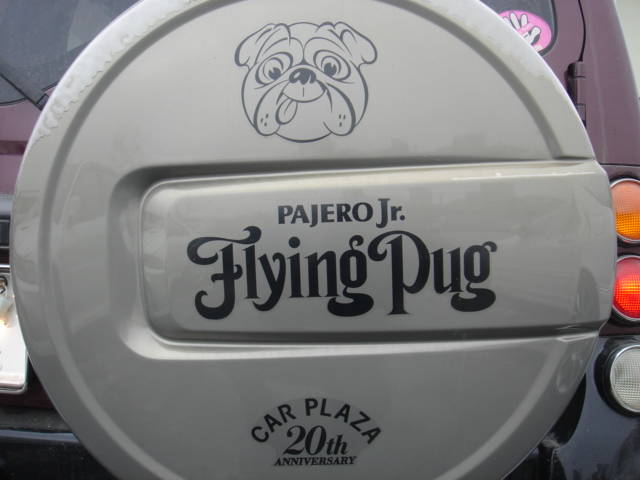 PAJERO Jr.
Flying Pug
CAR PLAZA
20th
ANNIVERSARY